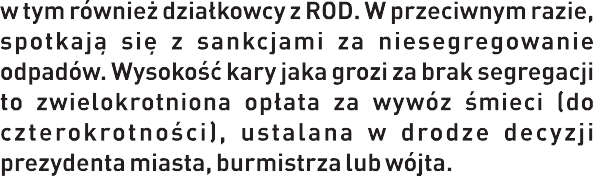 w tym również działkowcy z ROD. W przeciwnym razie,
spotkają się z sankcjami za niesegregowanie
odpadów. Wysokość kary jaka grozi za brak segregacji
to zwielokrotniona opłata za wywóz śmieci (do
czterokrotności), ustalana w drodze decyzji
prezydenta miasta, burmistrza lub wójta.